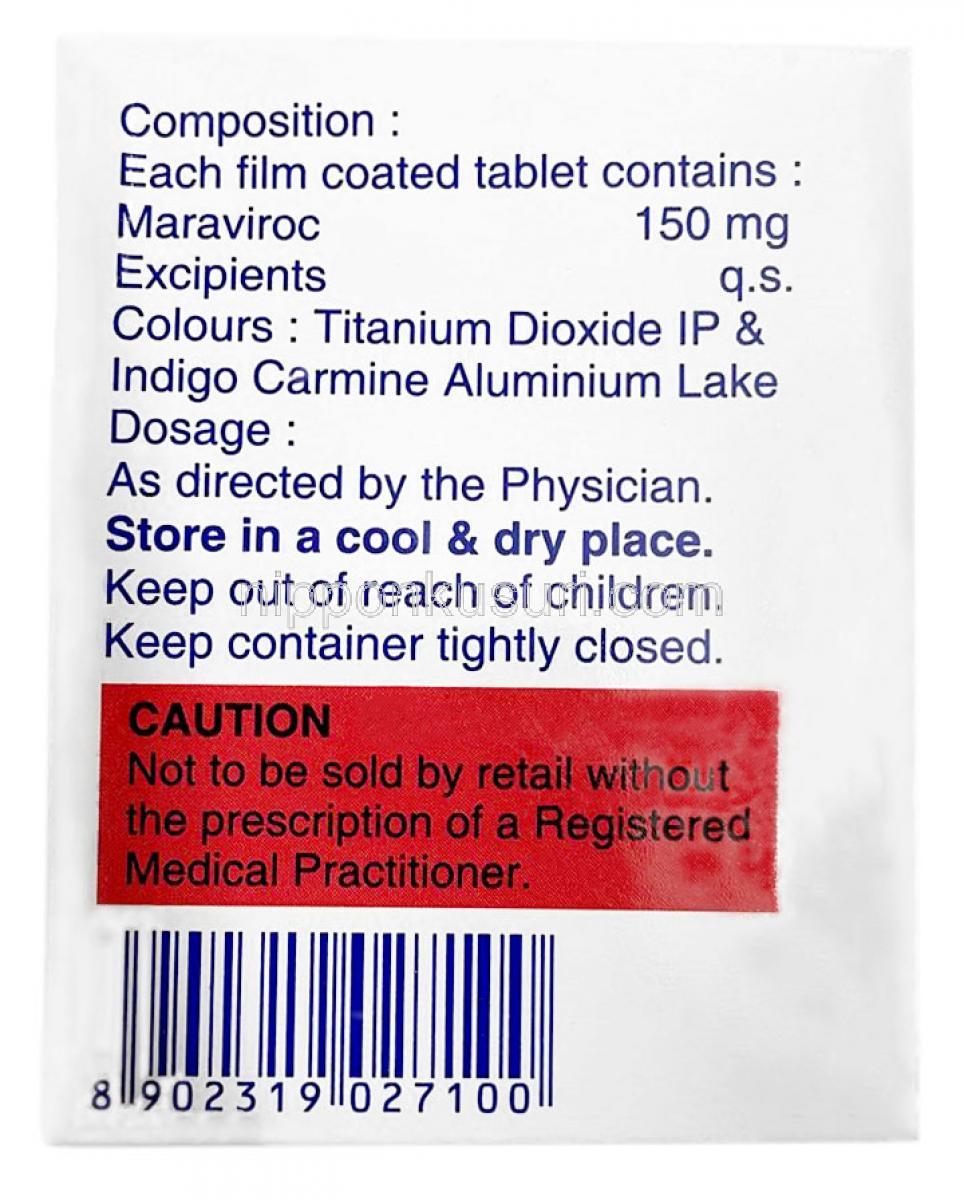 Composition :
Each film coated tablet contains :
Maraviroc 150 mg
Excipients q.s.
Colours : Titanium Dioxide IP &
Indigo Carmine Aluminium Lake
Dosage :
As directed by the Physician.
Store in a cool & dry place.
Keep out of reach of children.
nipponkusuri.com
Keep container tightly closed.
CAUTION
Not to be sold by retail without
the prescription of a Registered
Medical Practitioner.
8 902319 027100